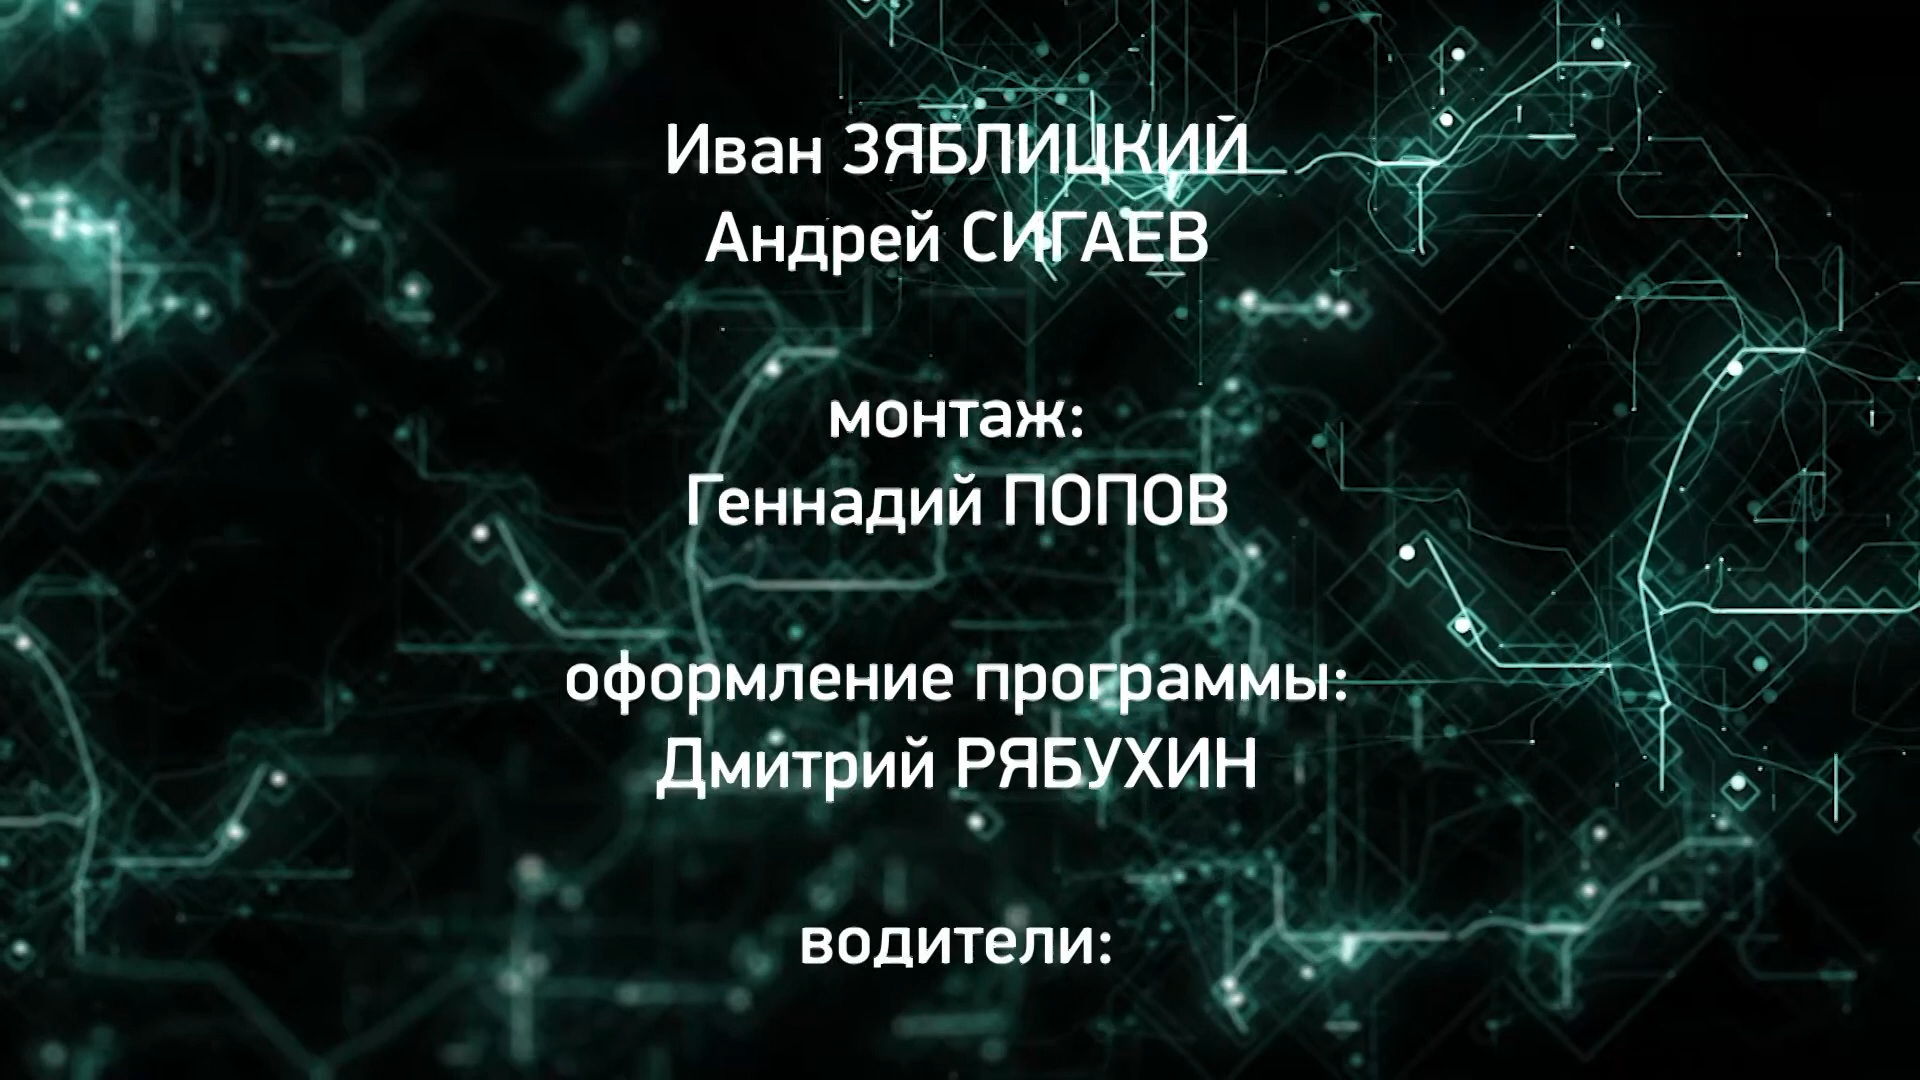 Иван ЗЯБЛИЦКИЙ
Андрей СИГАЕВ
монтаж:
Геннадий ПОПОВ
оформление программы:
Дмитрий РЯБУХИН
водители: